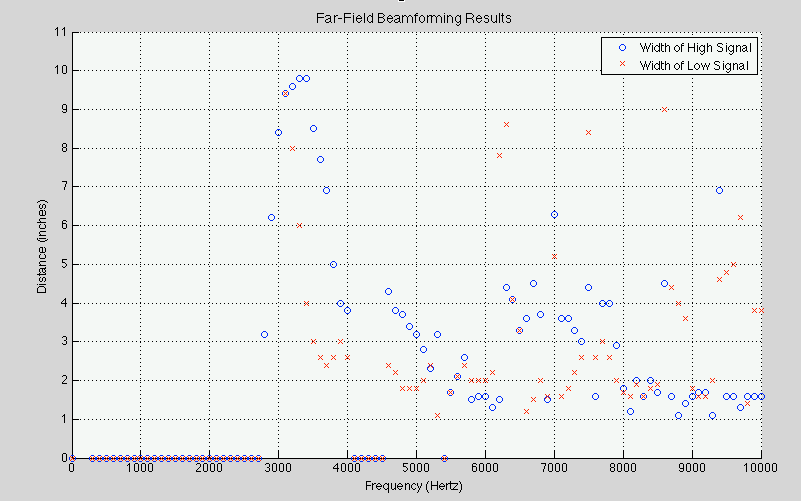 Far-Field Beamforming Results
Width of High Signal
Width of Low Signal
11
10
9
8
7
6
5
4
3
2
1
0
Distance (inches)
0 1000 2000 3000 4000 5000 6000 7000 8000 9000 10000
Frequency (Hertz)